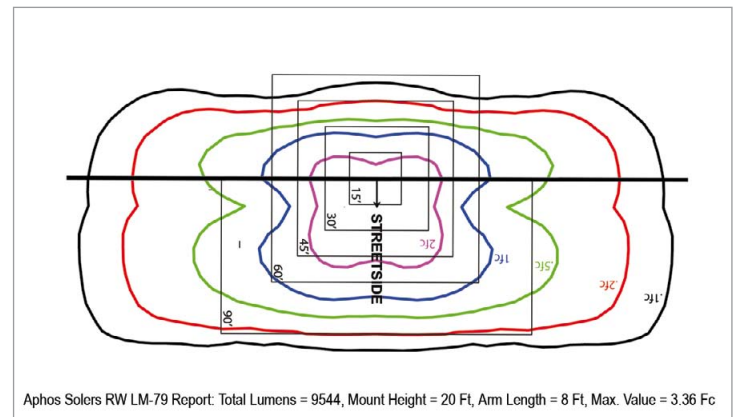 15'
30'
45'
60'
90'
STREETSIDE
2fc
1fc
.5fc
.2fc
.1fc
Aphos Solers RW LM-79 Report: Total Lumens = 9544, Mount Height = 20 Ft, Arm Length = 8 Ft, Max. Value = 3.36 Fc